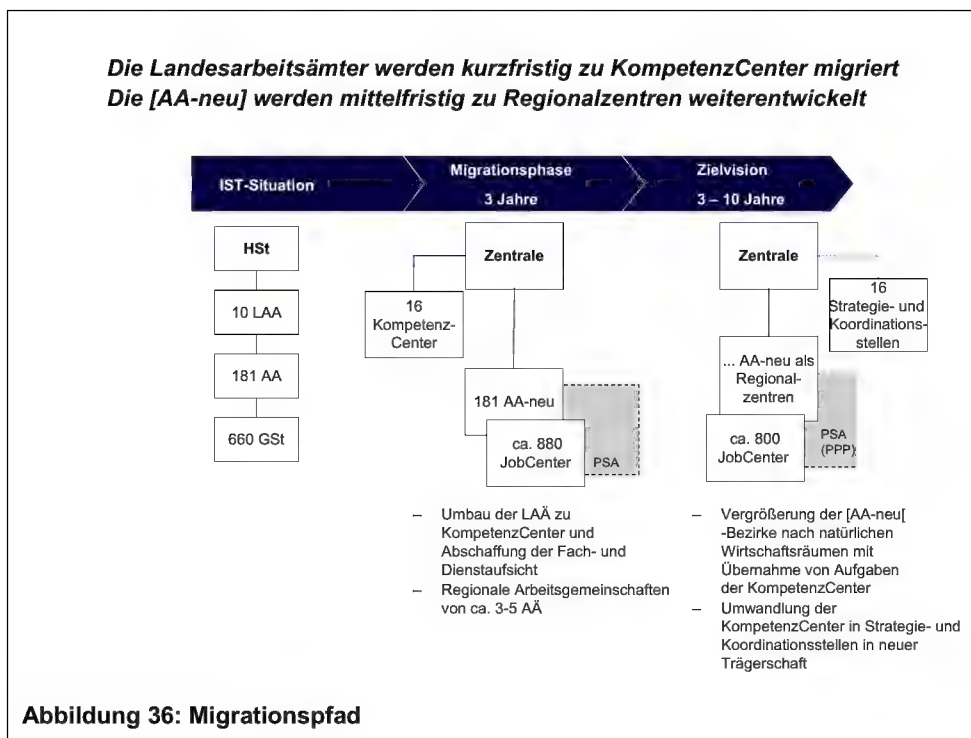 Die Landesarbeitsämter werden kurzfristig zu KompetenzCenter migriert
Die [AA-neu] werden mittelfristig zu Regionalzentren weiterentwickelt
IST-Situation
Migrationsphase
3 Jahre
Zielvision
3 – 10 Jahre
HSt
10 LAA
181 AA
660 GSt
Zentrale
16
Kompetenz-
Center
181 AA-neu
ca. 880
JobCenter
PSA
Zentrale
16
Strategie- und
Koordinations-
stellen
... AA-neu als
Regional-
zentren
ca. 800
JobCenter
PSA
(PPP)
– Umbau der LAÄ zu
KompetenzCenter und
Abschaffung der Fach- und
Dienstaufsicht
– Regionale Arbeitsgemeinschaften
von ca. 3-5 AÄ
– Vergrößerung der [AA-neu[
-Bezirke nach natürlichen
Wirtschaftsräumen mit
Übernahme von Aufgaben
der KompetenzCenter
– Umwandlung der
KompetenzCenter in Strategie- und
Koordinationsstellen in neuer
Trägerschaft
Abbildung 36: Migrationspfad